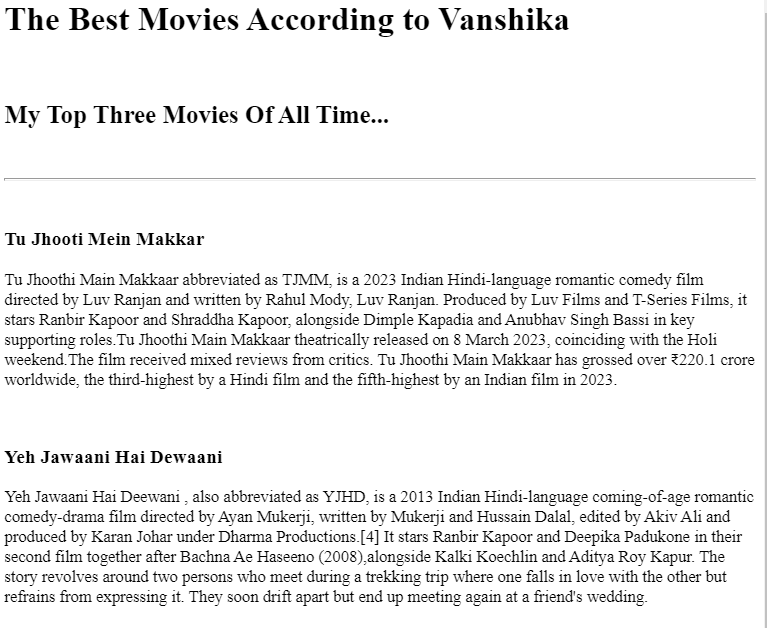 The Best Movies According to Vanshika
My Top Three Movies Of All Time...
Tu Jhooti Mein Makkar
Tu Jhoothi Main Makkaar abbreviated as TJMM, is a 2023 Indian Hindi-language romantic comedy film
directed by Luv Ranjan and written by Rahul Mody, Luv Ranjan. Produced by Luv Films and T-Series Films, it
stars Ranbir Kapoor and Shraddha Kapoor, alongside Dimple Kapadia and Anubhav Singh Bassi in key
supporting roles.Tu Jhoothi Main Makkaar theatrically released on 8 March 2023, coinciding with the Holi
weekend.The film received mixed reviews from critics. Tu Jhoothi Main Makkaar has grossed over ₹220.1 crore
worldwide, the third-highest by a Hindi film and the fifth-highest by an Indian film in 2023.
Yeh Jawaani Hai Dewaani
Yeh Jawaani Hai Deewani , also abbreviated as YJHD, is a 2013 Indian Hindi-language coming-of-age romantic
comedy-drama film directed by Ayan Mukerji, written by Mukerji and Hussain Dalal, edited by Akiv Ali and
produced by Karan Johar under Dharma Productions.[4] It stars Ranbir Kapoor and Deepika Padukone in their
second film together after Bachna Ae Haseeno (2008),alongside Kalki Koechlin and Aditya Roy Kapur. The
story revolves around two persons who meet during a trekking trip where one falls in love with the other but
refrains from expressing it. They soon drift apart but end up meeting again at a friend's wedding.